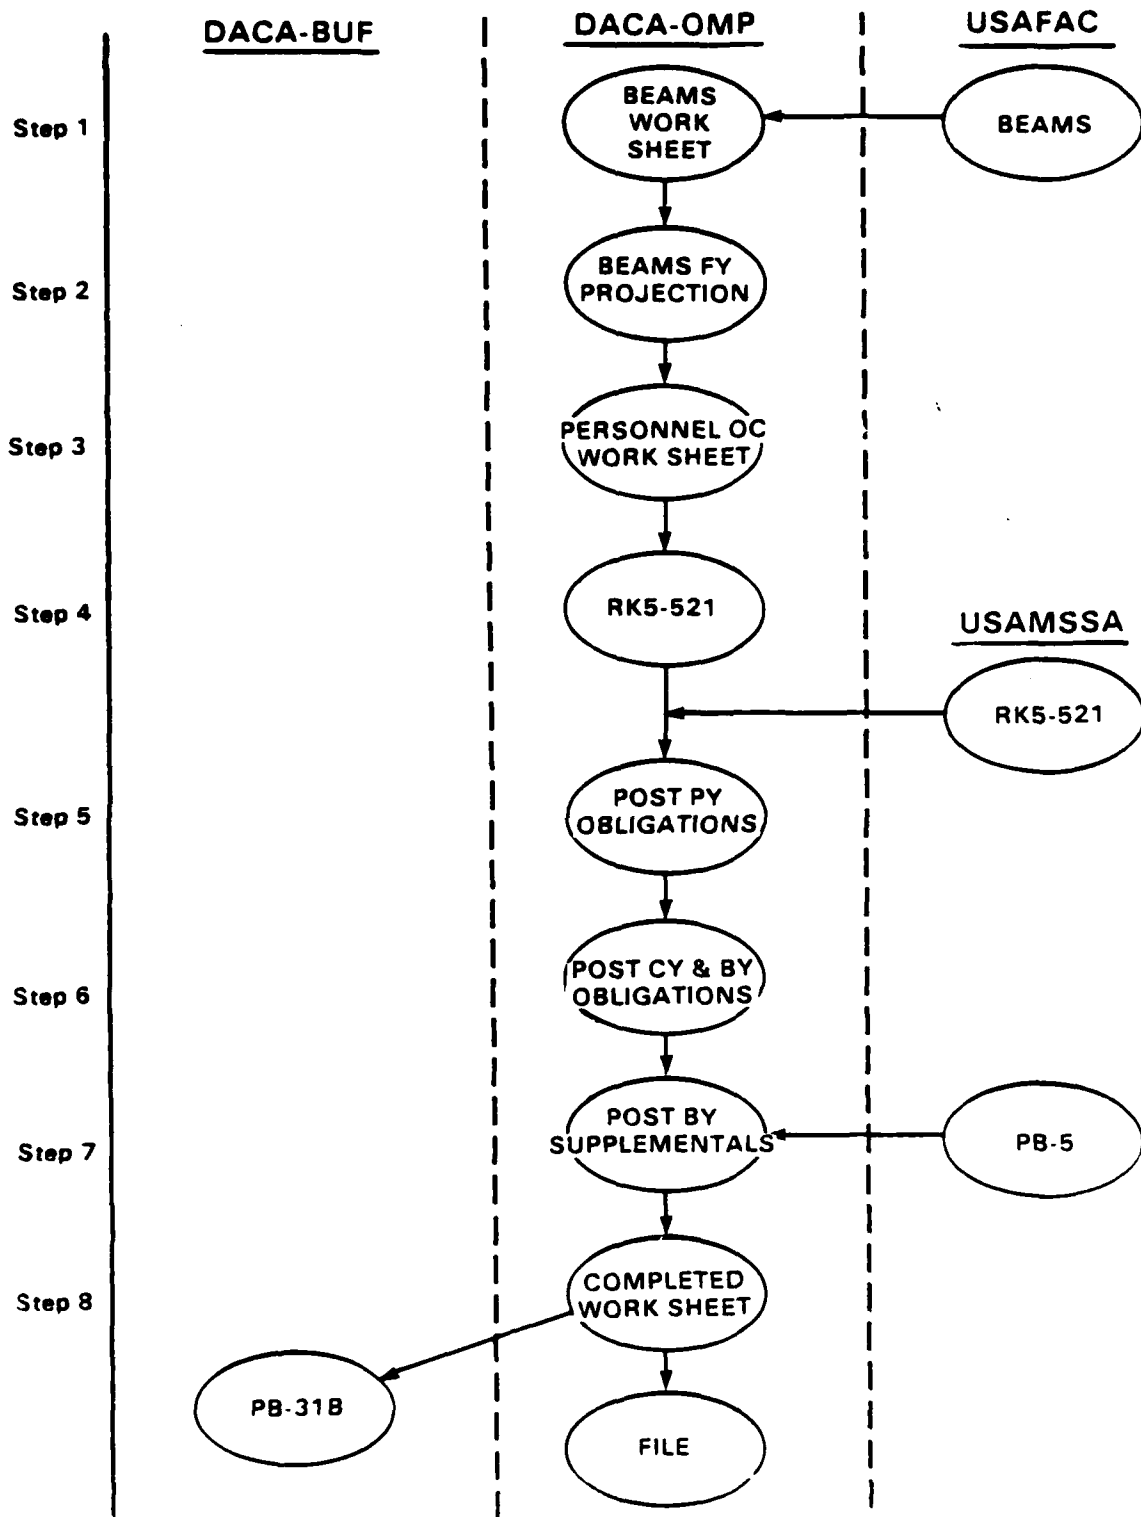 DACA-BUF
DACA-OMP
USAFAC
Step 1
BEAMS
WORK
SHEET
BEAMS
Step 2
BEAMS FY
PROJECTION
Step 3
PERSONNEL OC
WORK SHEET
Step 4
RK5-521
USAMSSA
RK5-521
Step 5
POST PY
OBLIGATIONS
Step 6
POST CY & BY
OBLIGATIONS
Step 7
POST BY
SUPPLEMENTALS
PB-5
Step 8
COMPLETED
WORK SHEET
PB-31B
FILE